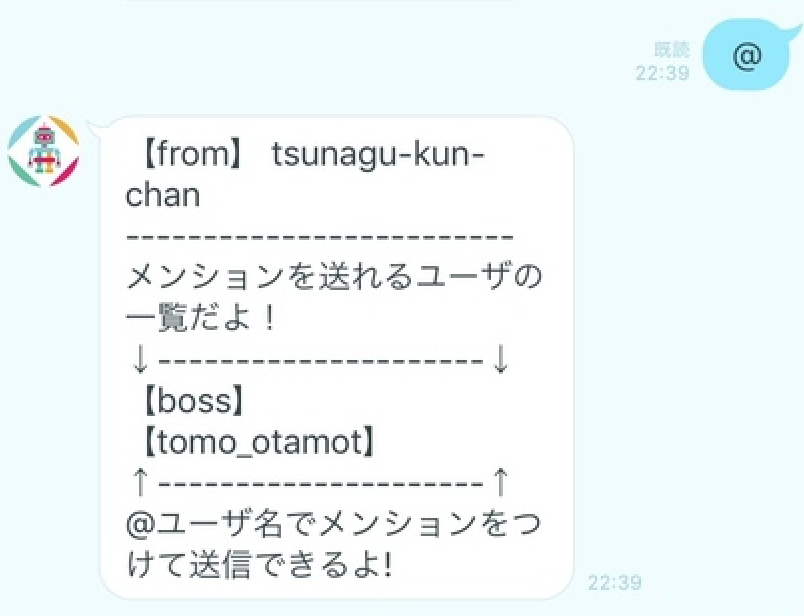 @
既読
22:39
【from】 tsunagu-kun-
chan
-------------------------
メンションを送れるユーザの
一覧だよ！
↓---------------------↓
【boss】
【tomo_otamot】
↑---------------------↑
@ユーザ名でメンションをつ
けて送信できるよ!
22:39